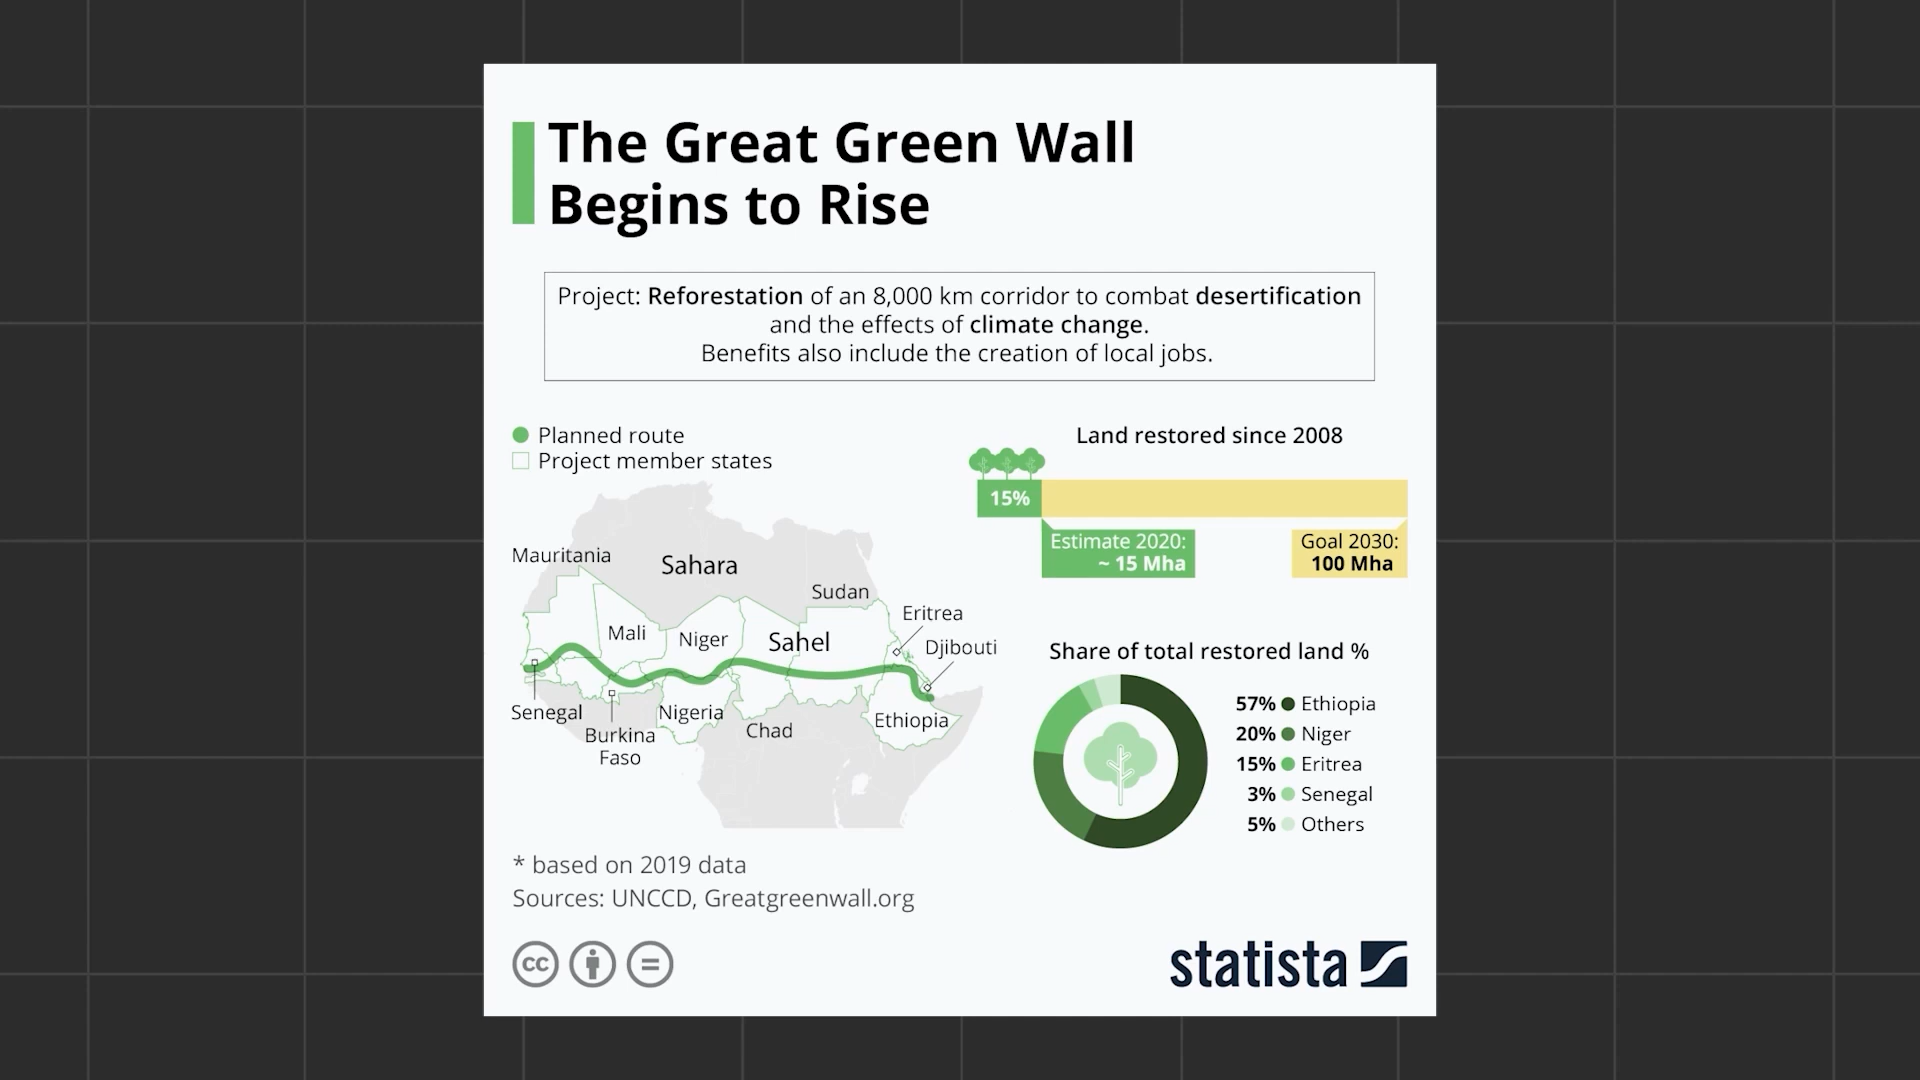 The Great Green Wall
Begins to Rise
Project: Reforestation of an 8,000 km corridor to combat desertification
and the effects of climate change.
Benefits also include the creation of local jobs.
Planned route
Project member states
Mauritania
Sahara
Sudan
Eritrea
Mali
Niger
Sahel
Djibouti
Senegal
Burkina
Faso
Nigeria
Chad
Ethiopia
Land restored since 2008
15%
Estimate 2020:
~ 15 Mha
Goal 2030:
100 Mha
Share of total restored land %
57% Ethiopia
20% Niger
15% Eritrea
3% Senegal
5% Others
* based on 2019 data
Sources: UNCCD, Greatgreenwall.org
cc
=
statista